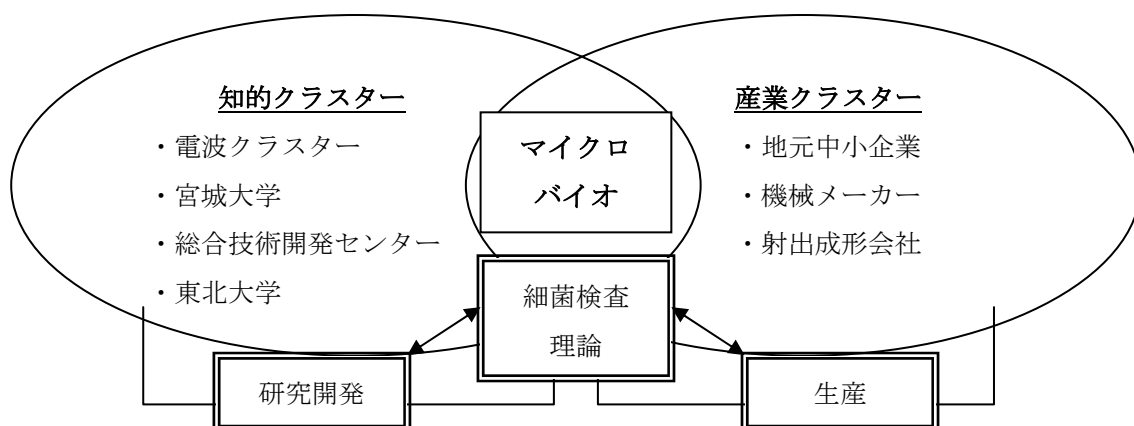 知的クラスター
・電波クラスター
・宮城大学
・総合技術開発センター
・東北大学
マイクロ
バイオ
産業クラスター
・地元中小企業
・機械メーカー
・射出成形会社
細菌検査
理論
研究開発
生産